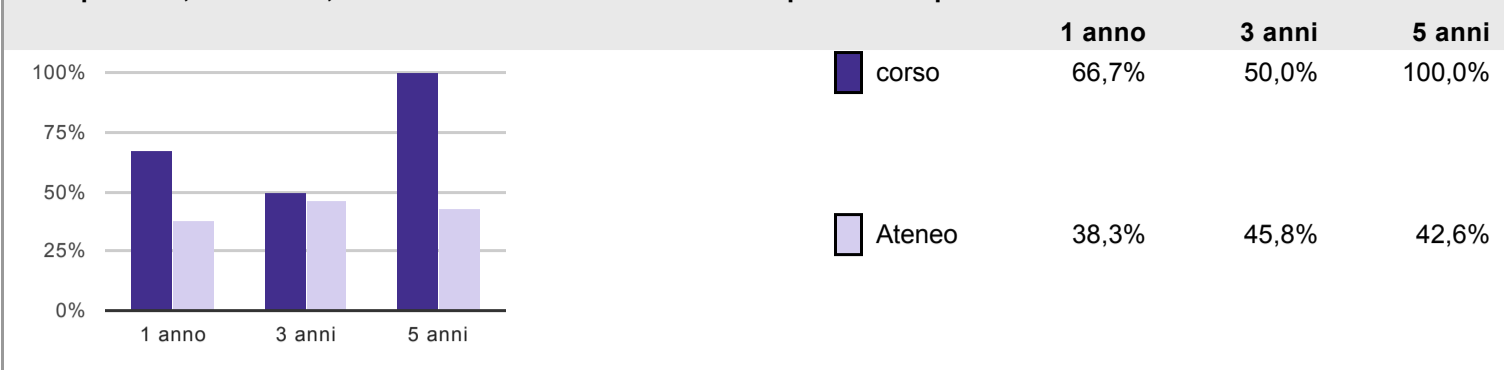 1 anno 3 anni 5 anni
100%
75%
50%
25%
0%
1 anno 3 anni 5 anni
corso 66,7% 50,0% 100,0%
Ateneo 38,3% 45,8% 42,6%